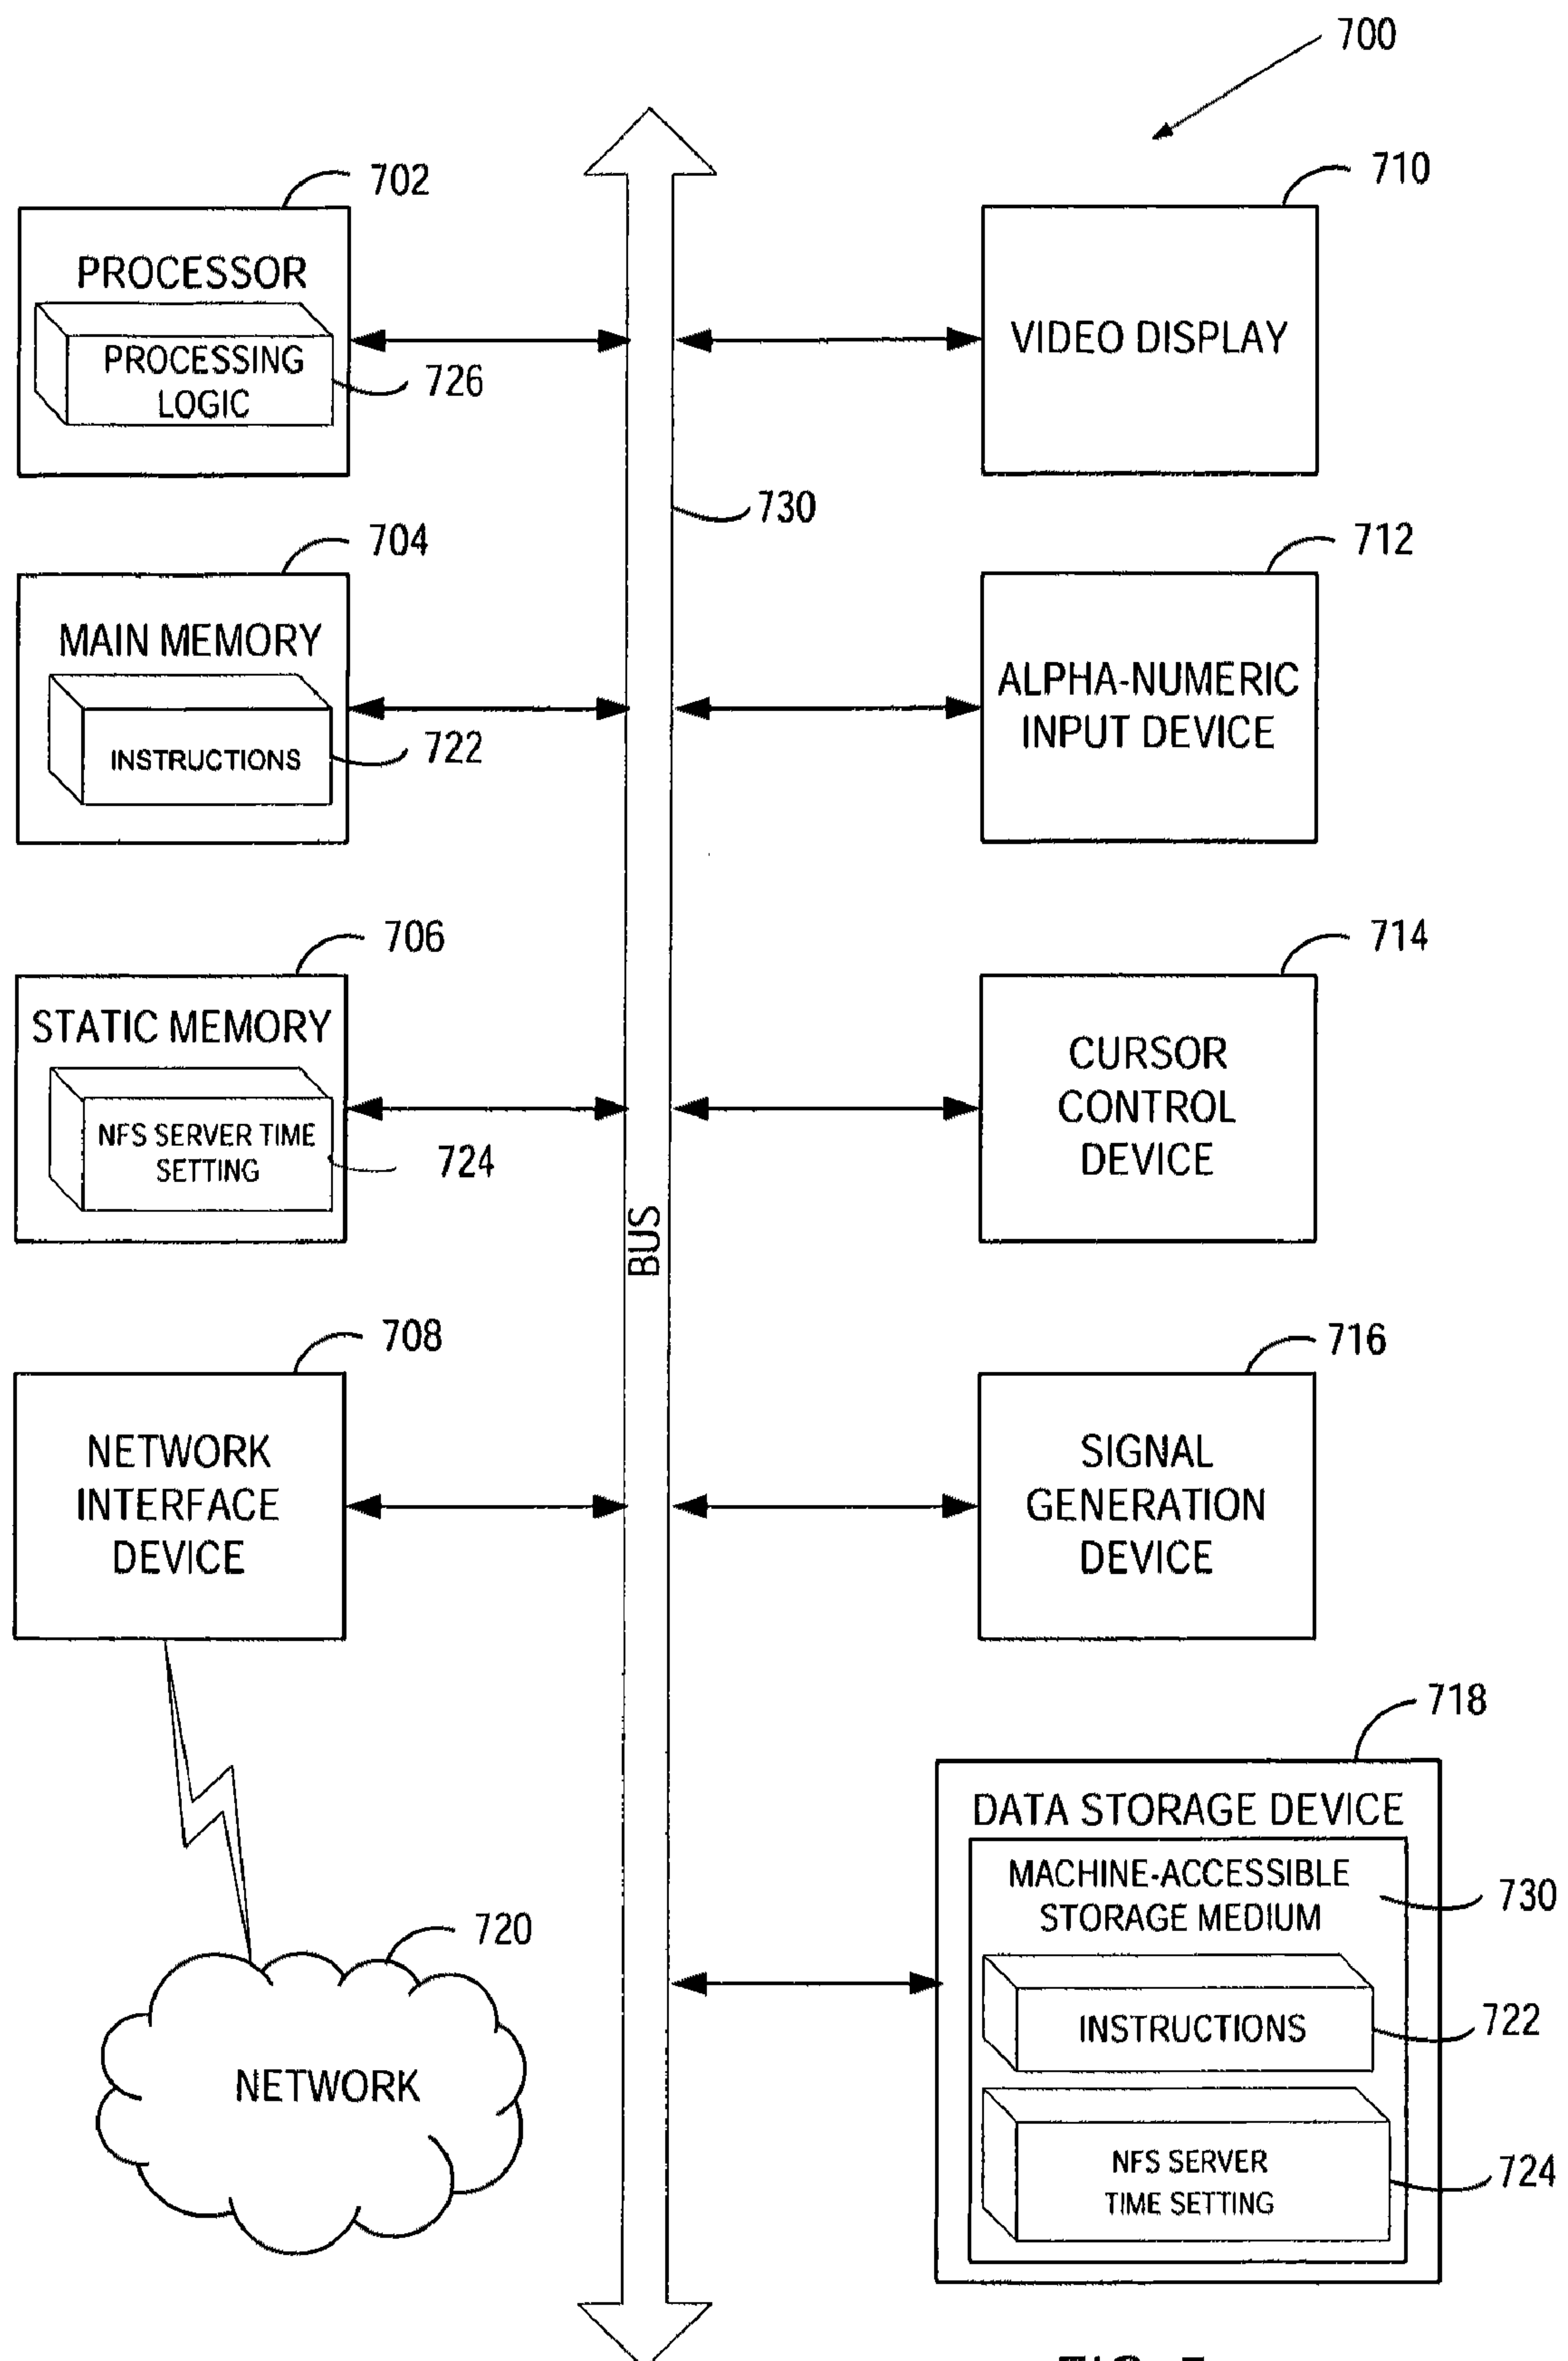 700
702
PROCESSOR
PROCESSING
LOGIC
726
710
VIDEO DISPLAY
730
704
MAIN MEMORY
INSTRUCTIONS
722
712
ALPHA-NUMERIC
INPUT DEVICE
706
STATIC MEMORY
NFS SERVER TIME
SETTING
724
714
CURSOR
CONTROL
DEVICE
BUS
708
NETWORK
INTERFACE
DEVICE
716
SIGNAL
GENERATION
DEVICE
718
DATA STORAGE DEVICE
MACHINE-ACCESSIBLE
STORAGE MEDIUM
730
INSTRUCTIONS
722
NFS SERVER
TIME SETTING
724
720
NETWORK